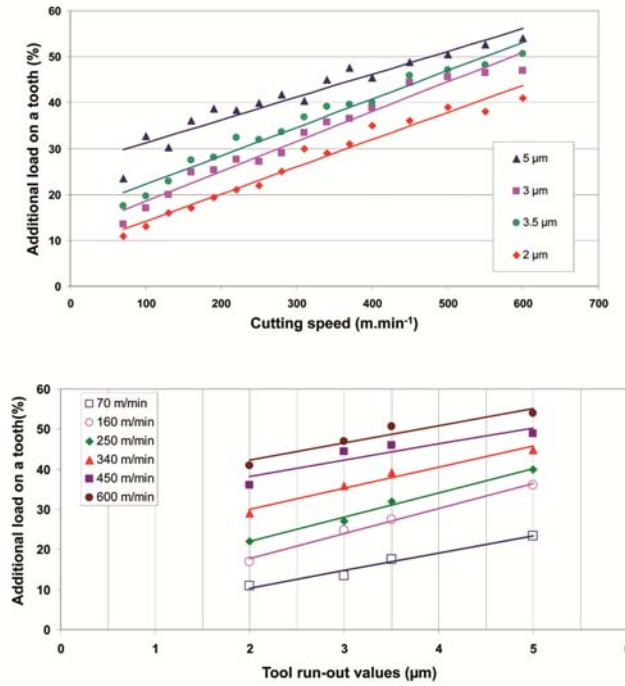 60
50
40
30
20
10
0
Additional load on a tooth (%)
5 µm
3 µm
3.5 µm
2 µm
0 100 200 300 400 500 600 700
Cutting speed (m.min-1)
60
50
40
30
20
10
0
Additional load on a tooth(%)
70 m/min
160 m/min
250 m/min
340 m/min
450 m/min
600 m/min
0 1 2 3 4 5
Tool run-out values (µm)